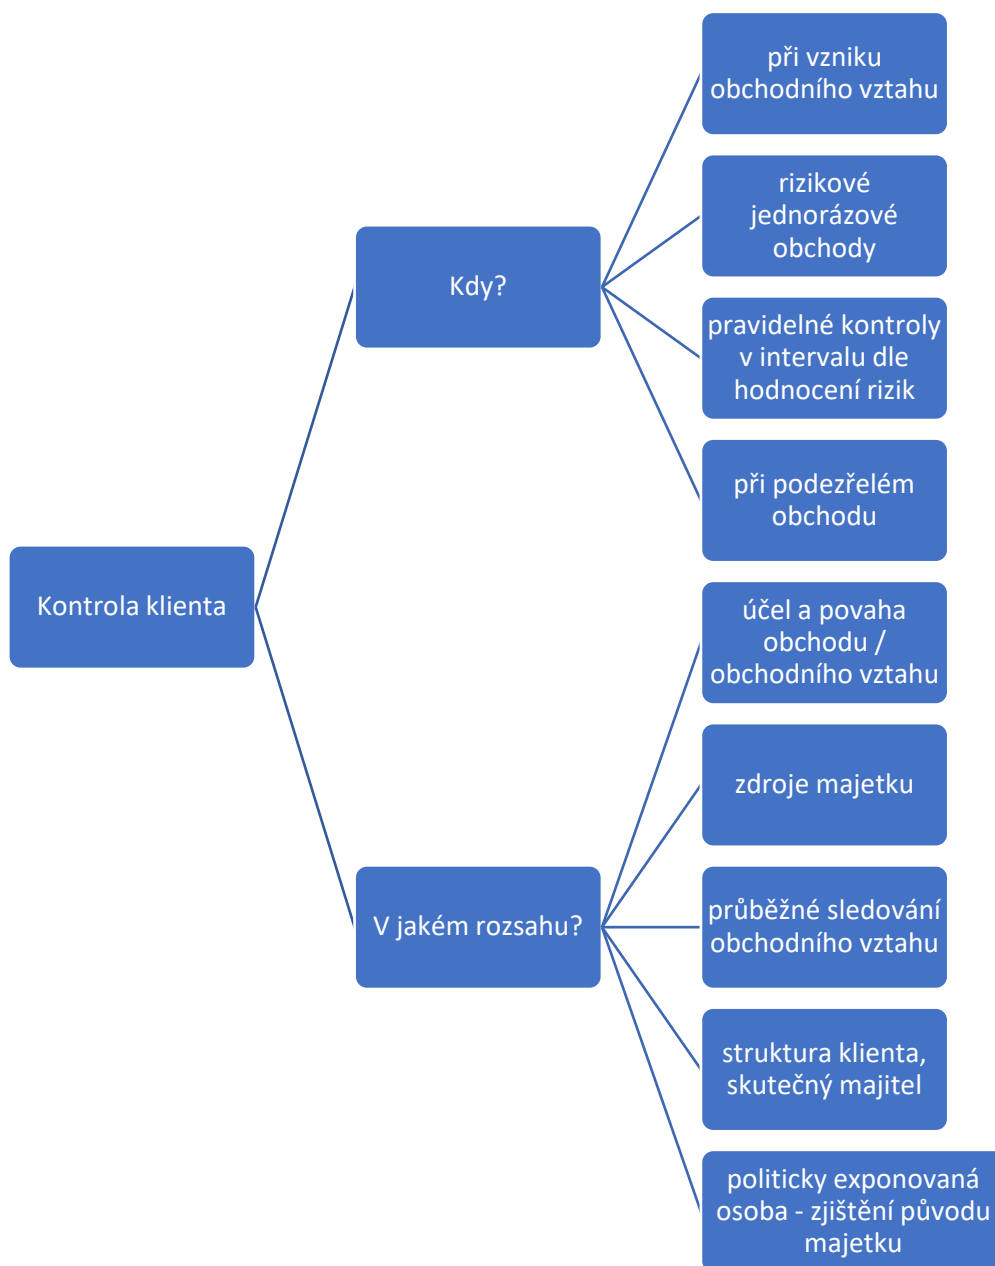 Kontrola klienta
Kdy?
při vzniku
obchodního vztahu
rizikové
jednorázové
obchody
pravidelné kontroly
v intervalu dle
hodnocení rizik
při podezřelém
obchodu
V jakém rozsahu?
účel a povaha
obchodu /
obchodního vztahu
zdroje majetku
průběžné sledování
obchodního vztahu
struktura klienta,
skutečný majitel
politicky exponovaná
osoba - zjištění původu
majetku